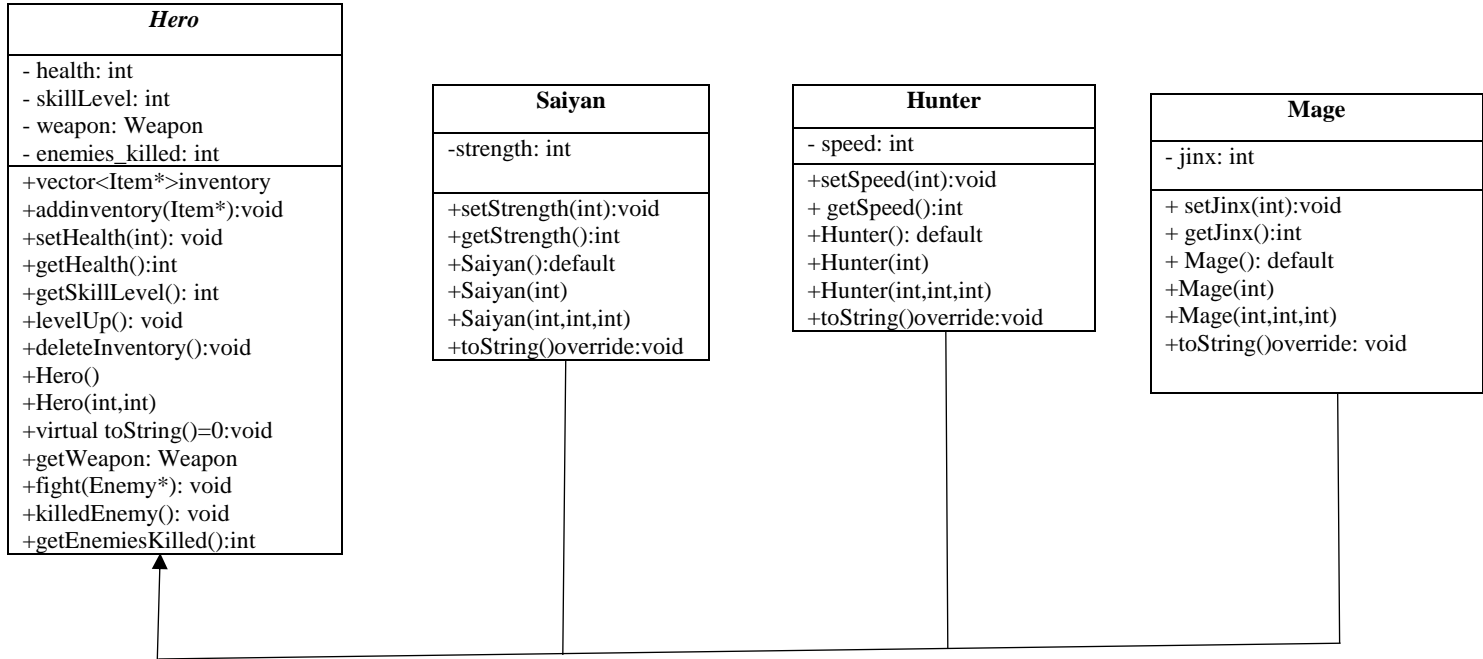 Hero
- health: int
- skillLevel: int
- weapon: Weapon
- enemies_killed: int
+vector<Item*>inventory
+addinventory(Item*):void
+setHealth(int): void
+getHealth():int
+getSkillLevel(): int
+levelUp(): void
+deleteInventory():void
+Hero()
+Hero(int,int)
+virtual toString()=0:void
+getWeapon: Weapon
+fight(Enemy*): void
+killedEnemy(): void
+getEnemiesKilled():int
Saiyan
-strength: int
+setStrength(int):void
+getStrength():int
+Saiyan():default
+Saiyan(int)
+Saiyan(int,int,int)
+toString()override:void
Hunter
- speed: int
+setSpeed(int):void
+ getSpeed():int
+Hunter(): default
+Hunter(int)
+Hunter(int,int,int)
+toString()override:void
Mage
- jinx: int
+ setJinx(int):void
+ getJinx():int
+ Mage(): default
+Mage(int)
+Mage(int,int,int)
+toString()override: void